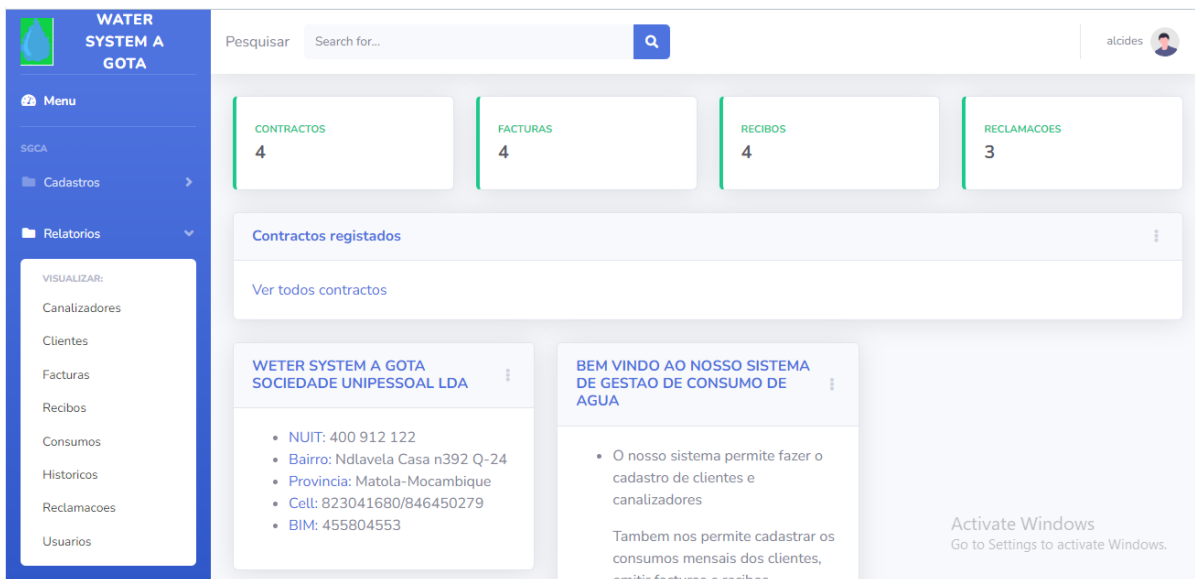 WATER
SYSTEM A
GOTA
Menu
SGCA
Cadastros
Relatorios
VISUALIZAR:
Canalizadores
Clientes
Facturas
Recibos
Consumos
Historicos
Reclamacoes
Usuarios
Pesquisar
Search for...
alcides
CONTRACTOS
4
FACTURAS
4
RECIBOS
4
RECLAMACOES
3
Contractos registados
Ver todos contractos
WETER SYSTEM A GOTA
SOCIEDADE UNIPESSOAL LDA
NUIT: 400 912 122
Bairro: Ndlavela Casa n392 Q-24
Provincia: Matola-Mocambique
Cell: 823041680/846450279
BIM: 455804553
BEM VINDO AO NOSSO SISTEMA
DE GESTAO DE CONSUMO DE
AGUA
O nosso sistema permite fazer o
cadastro de clientes e
canalizadores
Tambem nos permite cadastrar os
consumos mensais dos clientes,
emitir facturas e recibos
Activate Windows
Go to Settings to activate Windows.